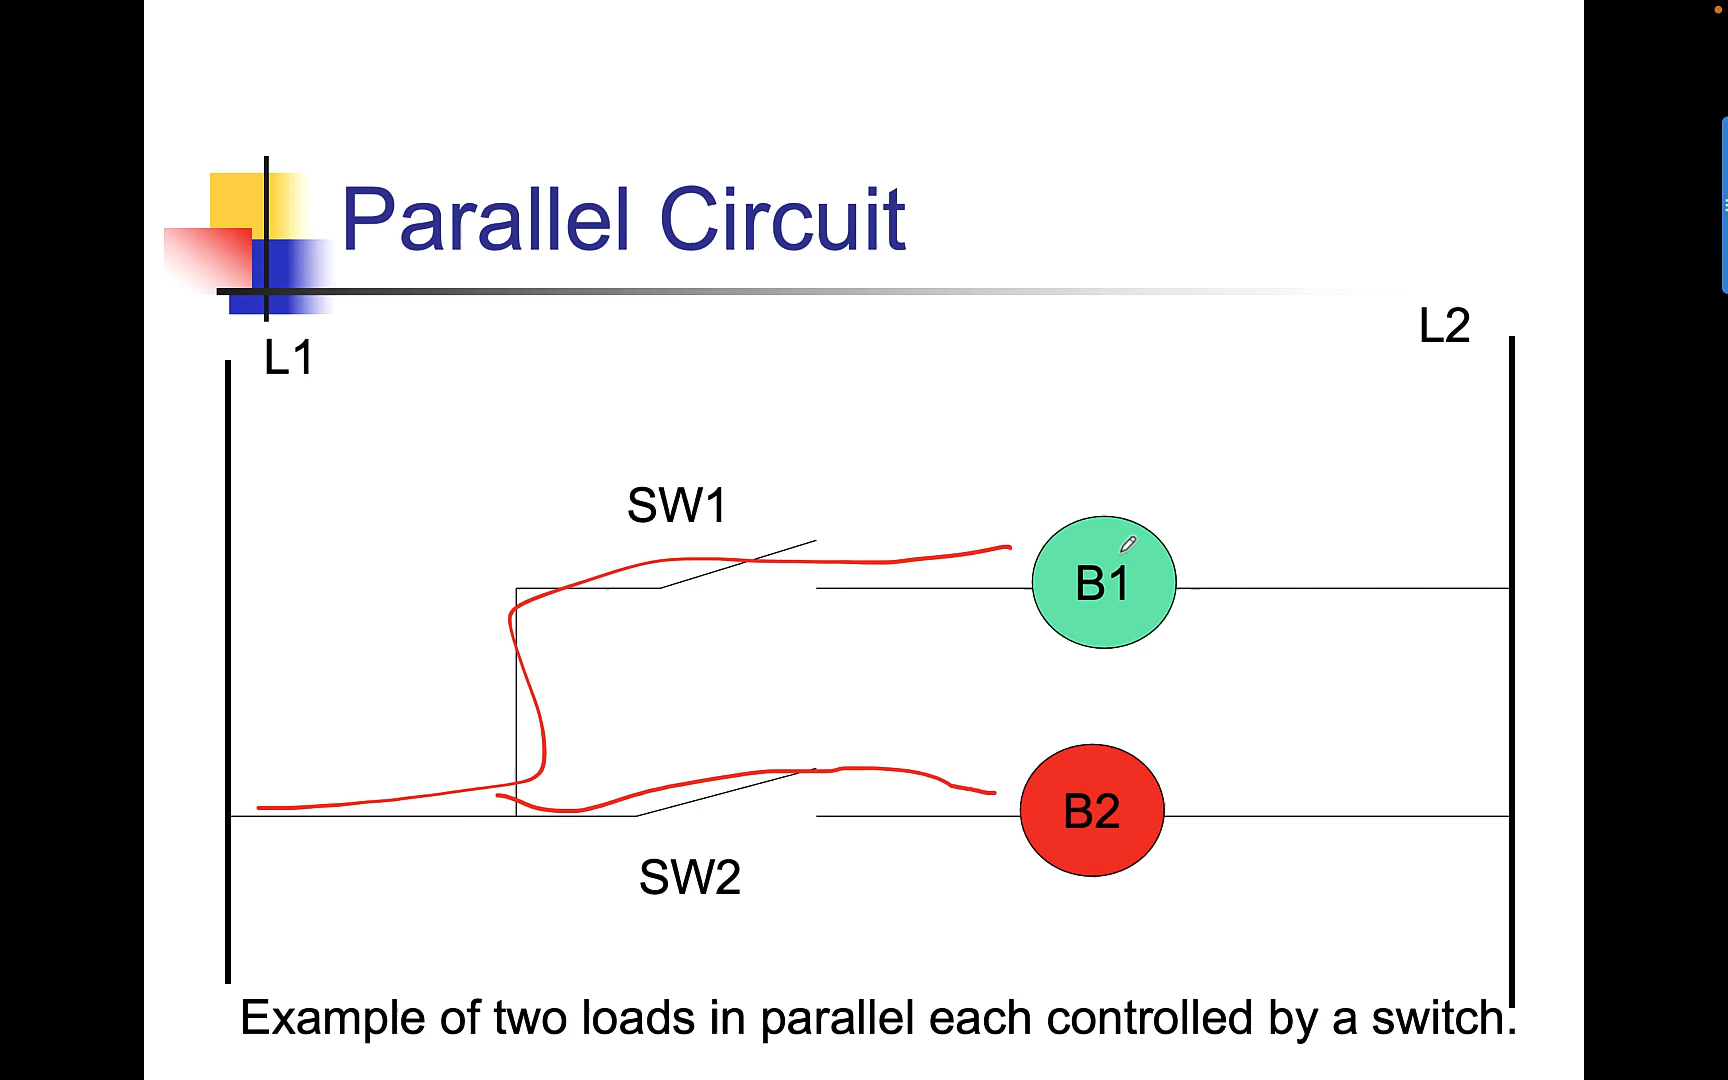 Parallel Circuit
L2
L1
SW1
B1
B2
SW2
Example of two loads in parallel each controlled by a switch.